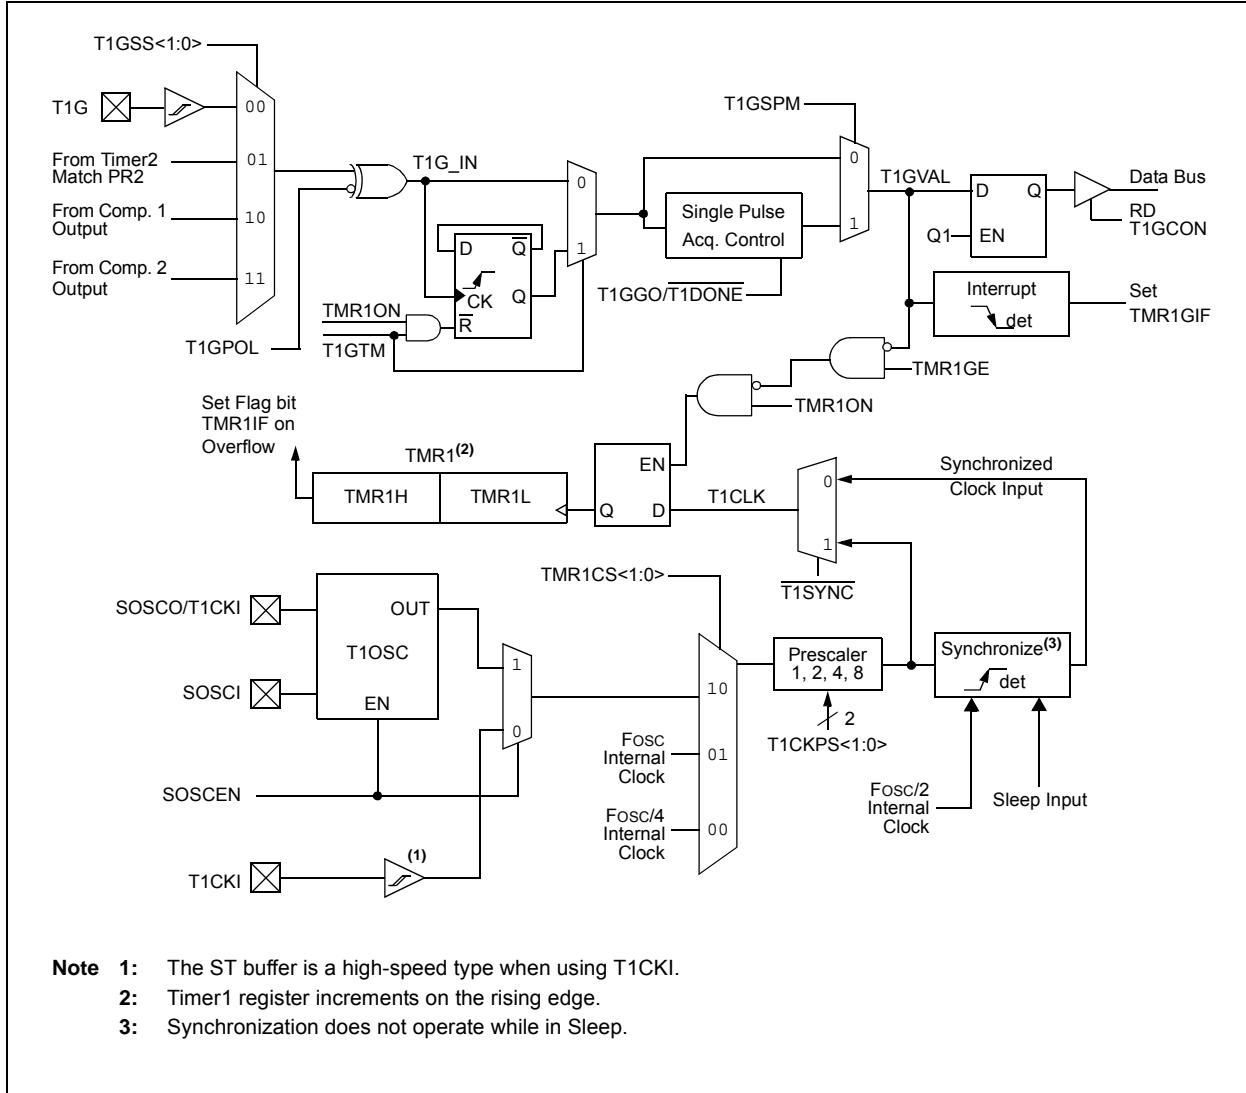 T1GSS<1:0>
T1G
00
From Timer2
Match PR2
01
From Comp. 1
Output
10
From Comp. 2
Output
11
T1GPOL
T1G_IN
D
Q
CK
Q
R
TMR1ON
T1GTM
0
1
T1GSPM
Single Pulse
Acq. Control
T1GGO/T1DONE
0
1
T1GVAL
D
Q
Q1
EN
Data Bus
RD
T1GCON
Interrupt
det
Set
TMR1GIF
TMR1GE
TMR1ON
Set Flag bit
TMR1IF on
Overflow
TMR1(2)
TMR1H
TMR1L
EN
Q
D
T1CLK
0
1
T1SYNC
Synchronized
Clock Input
TMR1CS<1:0>
SOSCO/T1CKI
OUT
T1OSC
SOSCI
EN
1
0
SOSCEN
(1)
T1CKI
10
FOSC
Internal
Clock
01
FOSC/4
Internal
Clock
00
Prescaler
1, 2, 4, 8
2
T1CKPS<1:0>
Synchronize(3)
det
FOSC/2
Internal
Clock
Sleep Input
Note 1: The ST buffer is a high-speed type when using T1CKI.
2: Timer1 register increments on the rising edge.
3: Synchronization does not operate while in Sleep.